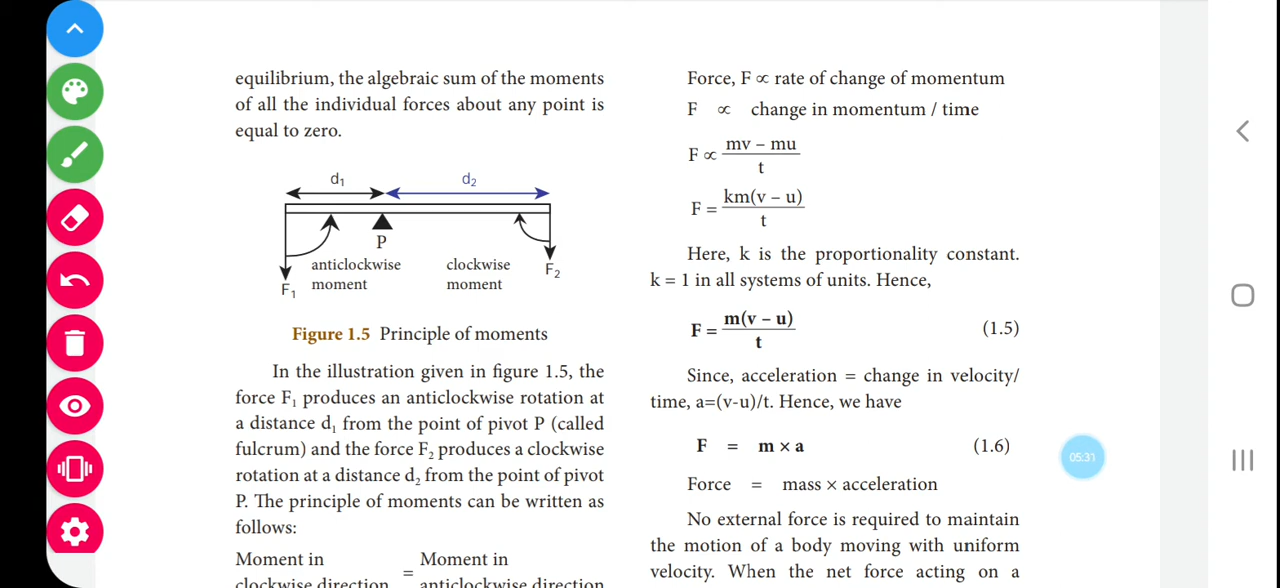 equilibrium, the algebraic sum of the moments
of all the individual forces about any point is
equal to zero.
d₁
d₂
P
anticlockwise
moment
clockwise
moment
F₁
F₂
Figure 1.5 Principle of moments
In the illustration given in figure 1.5, the
force F₁ produces an anticlockwise rotation at
a distance d₁ from the point of pivot P (called
fulcrum) and the force F₂ produces a clockwise
rotation at a distance d₂ from the point of pivot
P. The principle of moments can be written as
follows:
Moment in
clockwise direction
=
Moment in
anticlockwise direction
Force, F ∝ rate of change of momentum
F ∝ change in momentum / time
F ∝ mv – mu
t
F = km(v – u)
t
Here, k is the proportionality constant.
k = 1 in all systems of units. Hence,
F = m(v – u) (1.5)
t
Since, acceleration = change in velocity/
time, a=(v-u)/t. Hence, we have
F = m × a (1.6)
Force = mass × acceleration
No external force is required to maintain
the motion of a body moving with uniform
velocity. When the net force acting on a
05:31